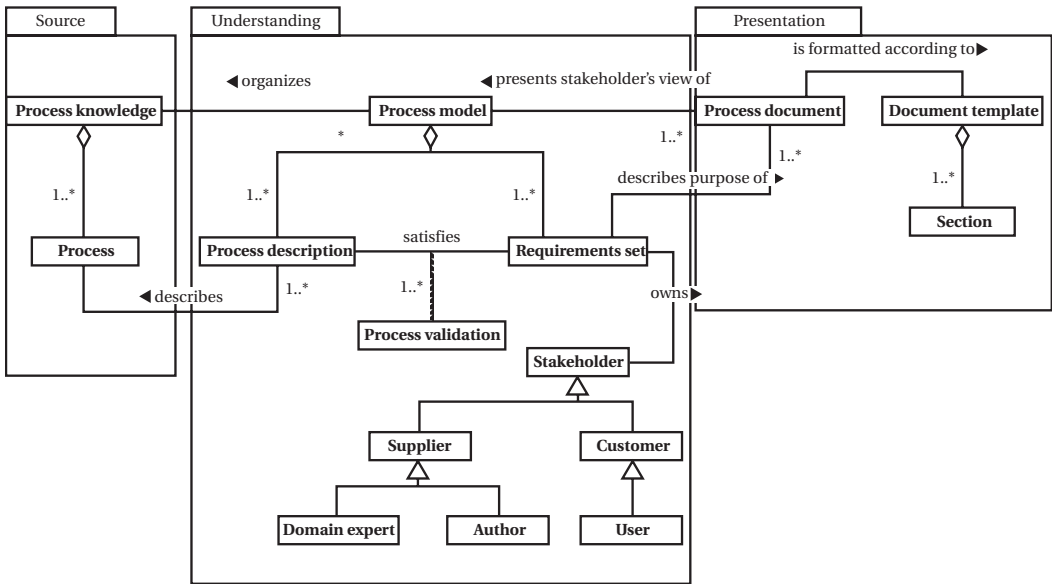 Source
Understanding
Presentation
is formatted according to▶
◀ organizes
◀ presents stakeholder’s view of
Process knowledge
Process model
Process document
Document template
*
1..*
1..*
1..*
1..*
1..*
1..*
describes purpose of ▶
Section
Process
Process description
satisfies
Requirements set
◀ describes
1..*
1..*
owns ▶
Process validation
Stakeholder
Supplier
Customer
Domain expert
Author
User